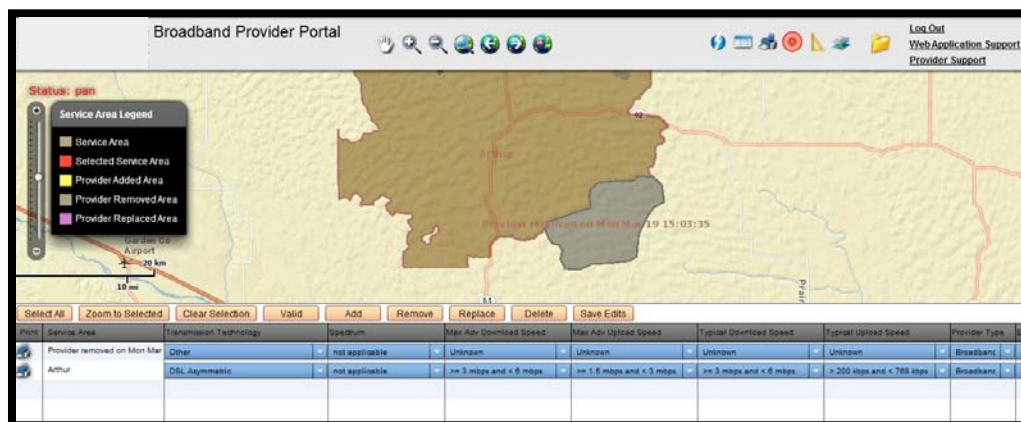 Broadband Provider Portal
Log Out
Web Application Support
Provider Support
Status: pan
Service Area Legend
Service Area
Selected Service Area
Provider Added Area
Provider Removed Area
Provider Replaced Area
92
Arthur
Provider removed on Mon Mar 19 15:03:35
Garden Co
Airport
20 km
10 mi
61
Prair
Select All Zoom to Selected Clear Selection Valid Add Remove Replace Delete Save Edits
Print Service Area Transmission Technology Spectrum Max Adv Download Speed Max Adv Upload Speed Typical Download Speed Typical Upload Speed Provider Type
Provider removed on Mon Mar Other not applicable Unknown Unknown Unknown Unknown Broadband
Arthur DSL Asymmetric not applicable >= 3 mbps and < 6 mbps >= 1.5 mbps and < 3 mbps >= 3 mbps and < 6 mbps > 200 kbps and < 768 kbps Broadband